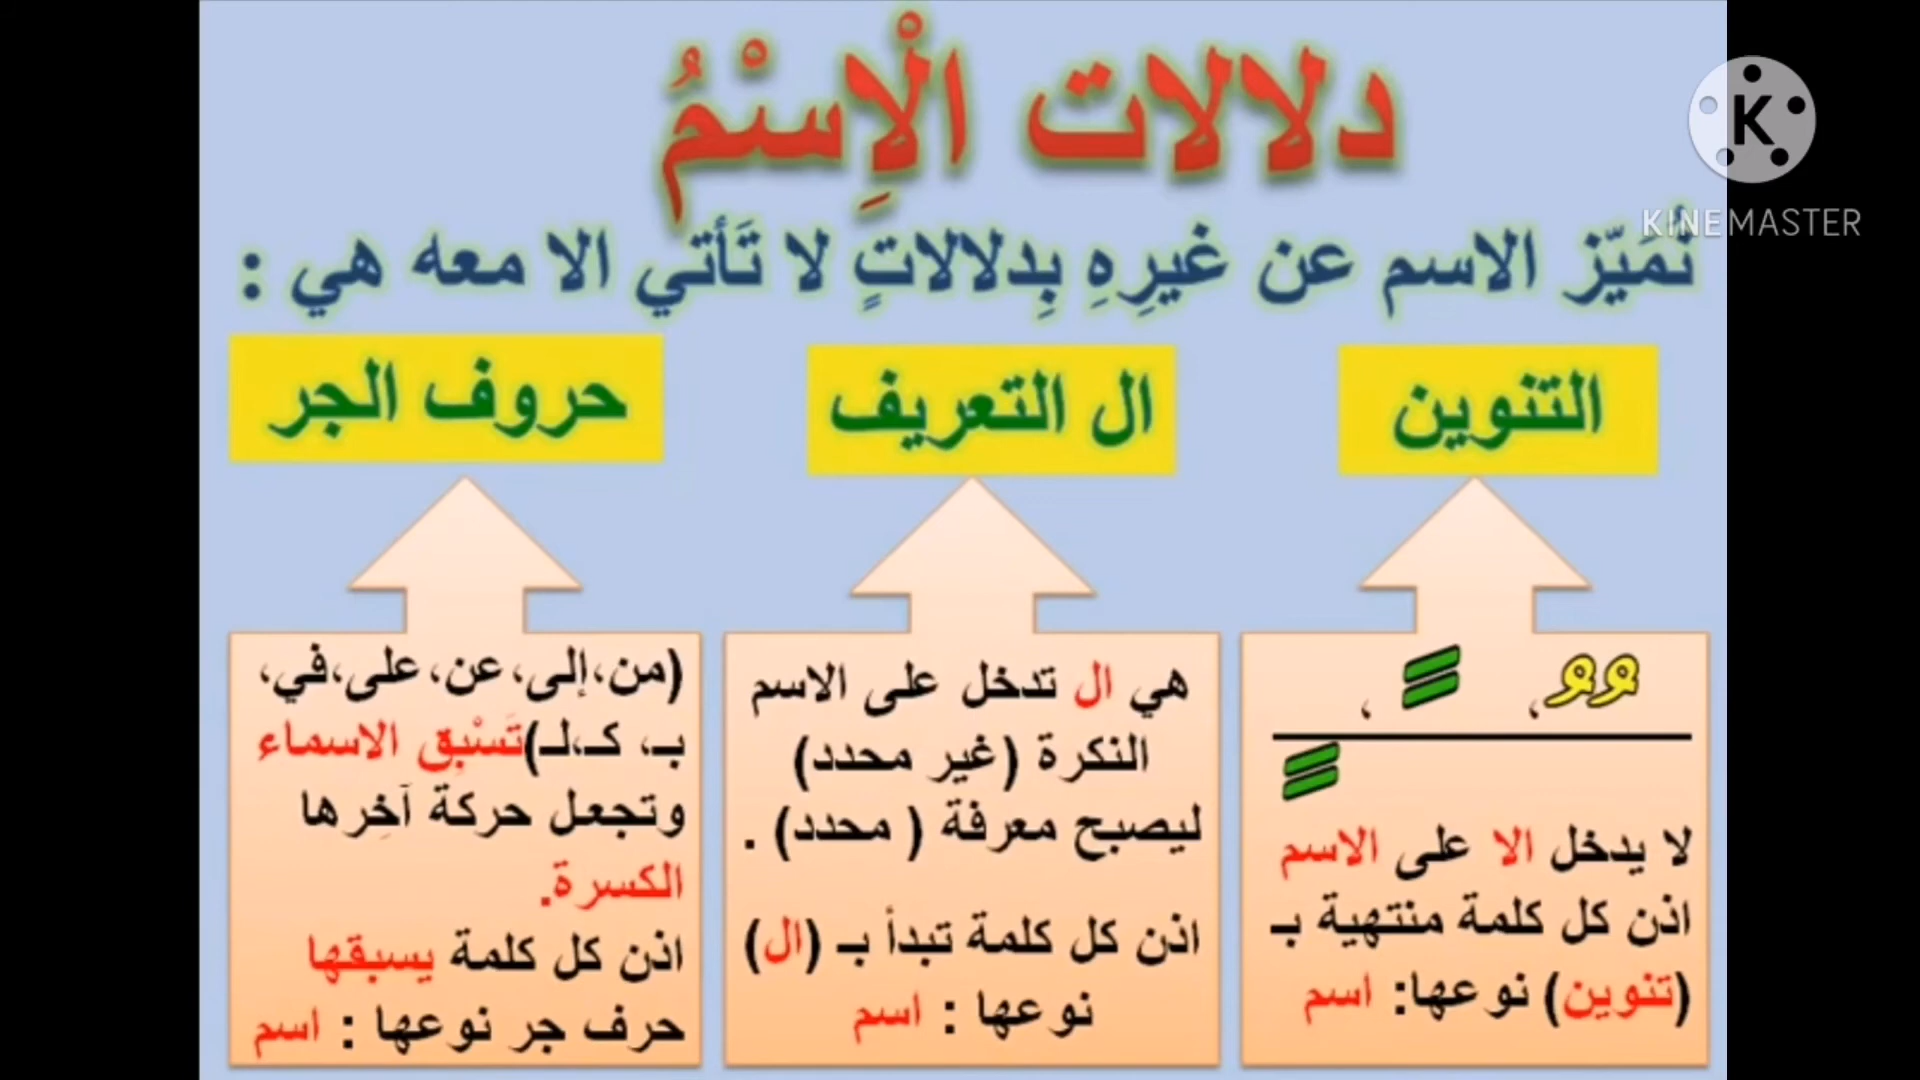 دلالات الْاِسْمُ
نُمَيّز الاسم عن غيرِهِ بِدلالاتٍ لا تَأتي الا معه هي :
التنوين
ال التعريف
حروف الجر
لا يدخل الا على الاسم
اذن كل كلمة منتهية بـ
(تنوين) نوعها: اسم
هي ال تدخل على الاسم
النكرة (غير محدد)
ليصبح معرفة ( محدد) .
اذن كل كلمة تبدأ بـ (ال)
نوعها : اسم
(من،إلى،عن،على،في،
بـ، كـ،لـ)تَسْبِق الاسماء
وتجعل حركة آخِرها
الكسرة.
اذن كل كلمة يسبقها
حرف جر نوعها : اسم
K
KINEMASTER